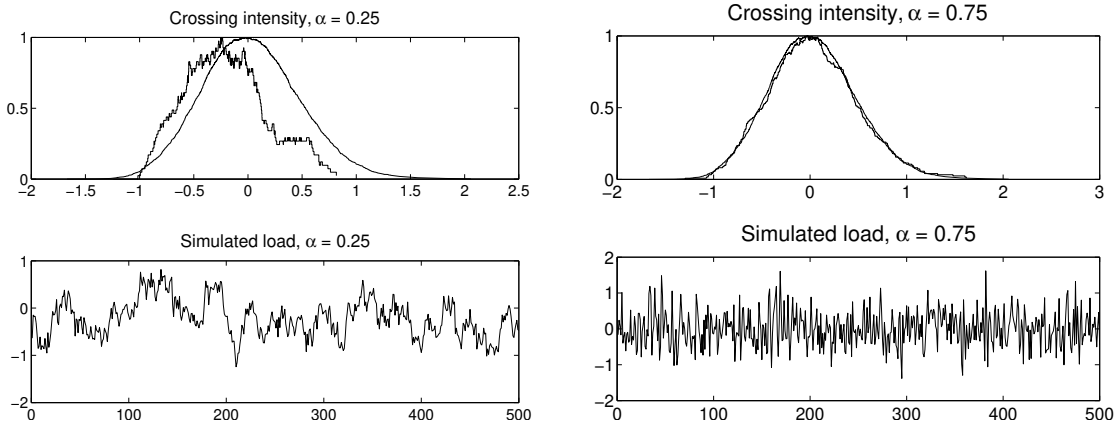 Crossing intensity, α = 0.25
1
0.5
0
−2 −1.5 −1 −0.5 0 0.5 1 1.5 2 2.5
Crossing intensity, α = 0.75
1
0.5
0
−2 −1 0 1 2 3
Simulated load, α = 0.25
1
0
−1
−2
0 100 200 300 400 500
Simulated load, α = 0.75
2
1
0
−1
−2
0 100 200 300 400 500